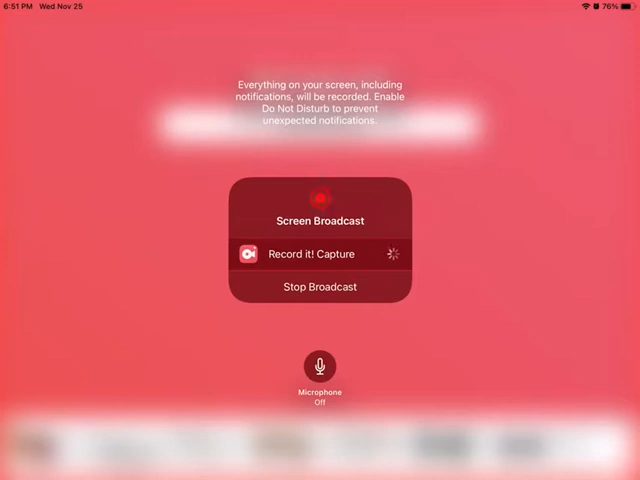 6:51 PM Wed Nov 25
76%
Everything on your screen, including
notifications, will be recorded. Enable
Do Not Disturb to prevent
unexpected notifications.
Screen Broadcast
Record it! Capture
Stop Broadcast
Microphone
Off